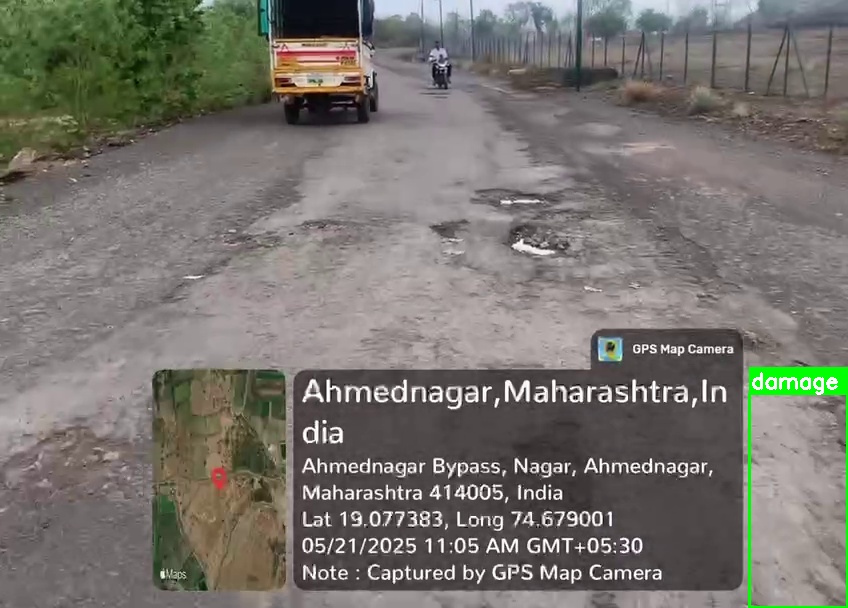 GPS Map Camera
damage
Ahmednagar,Maharashtra,In
dia
Ahmednagar Bypass, Nagar, Ahmednagar,
Maharashtra 414005, India
Lat 19.077383, Long 74.679001
05/21/2025 11:05 AM GMT+05:30
Note : Captured by GPS Map Camera
Maps